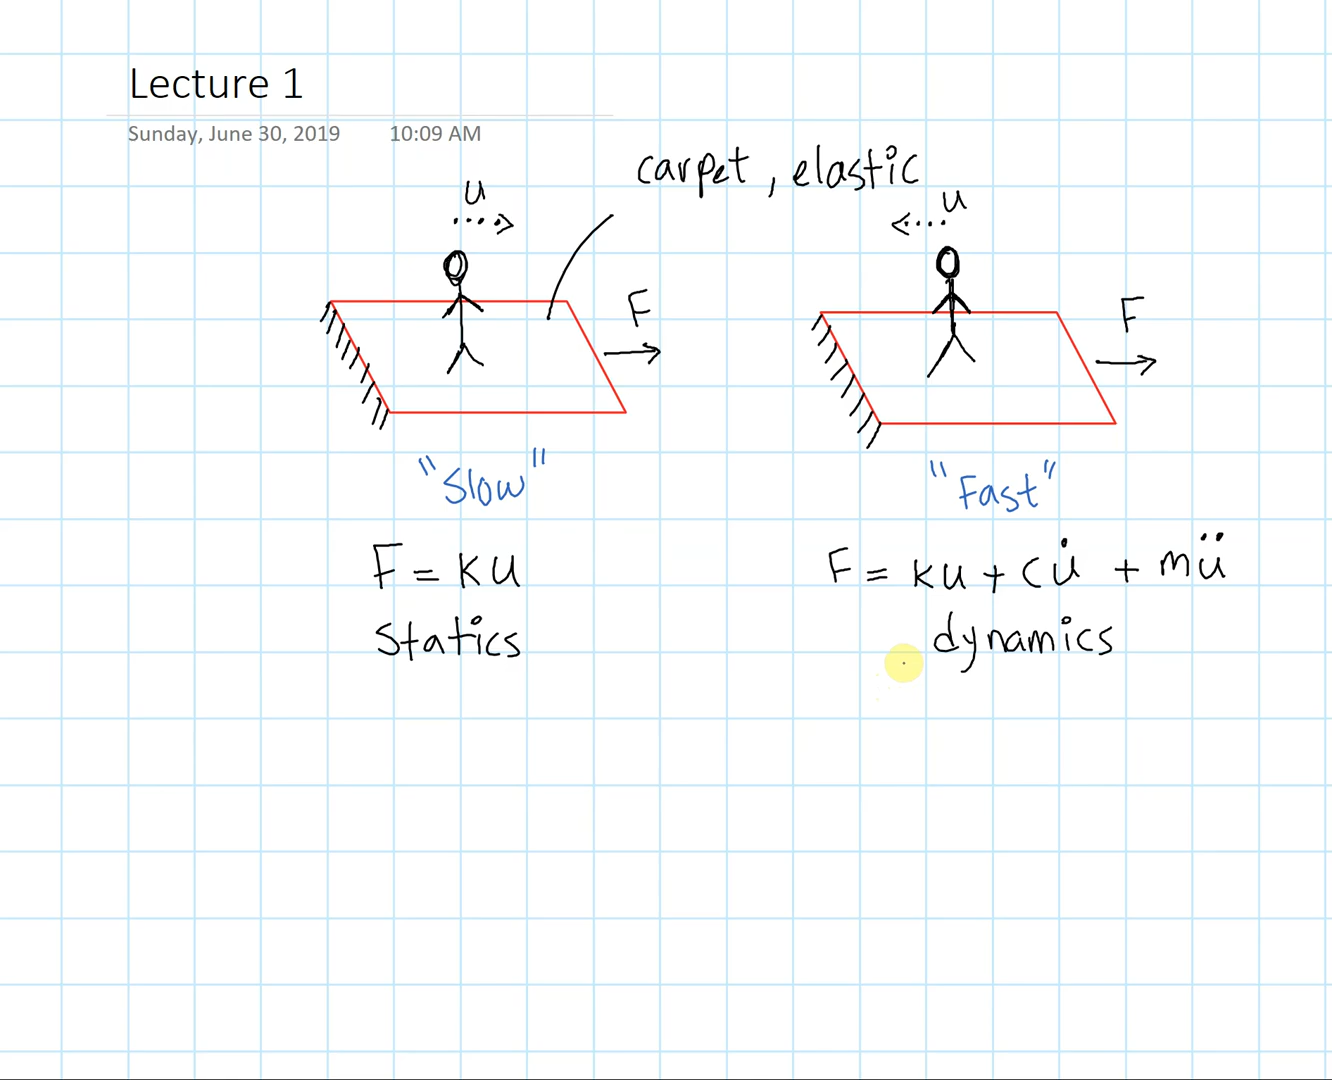 Lecture 1
Sunday, June 30, 2019 10:09 AM
carpet, elastic
u
u
F
F
"Slow"
"Fast"
F = ku
F = ku + cu̇ + mü
Statics
dynamics